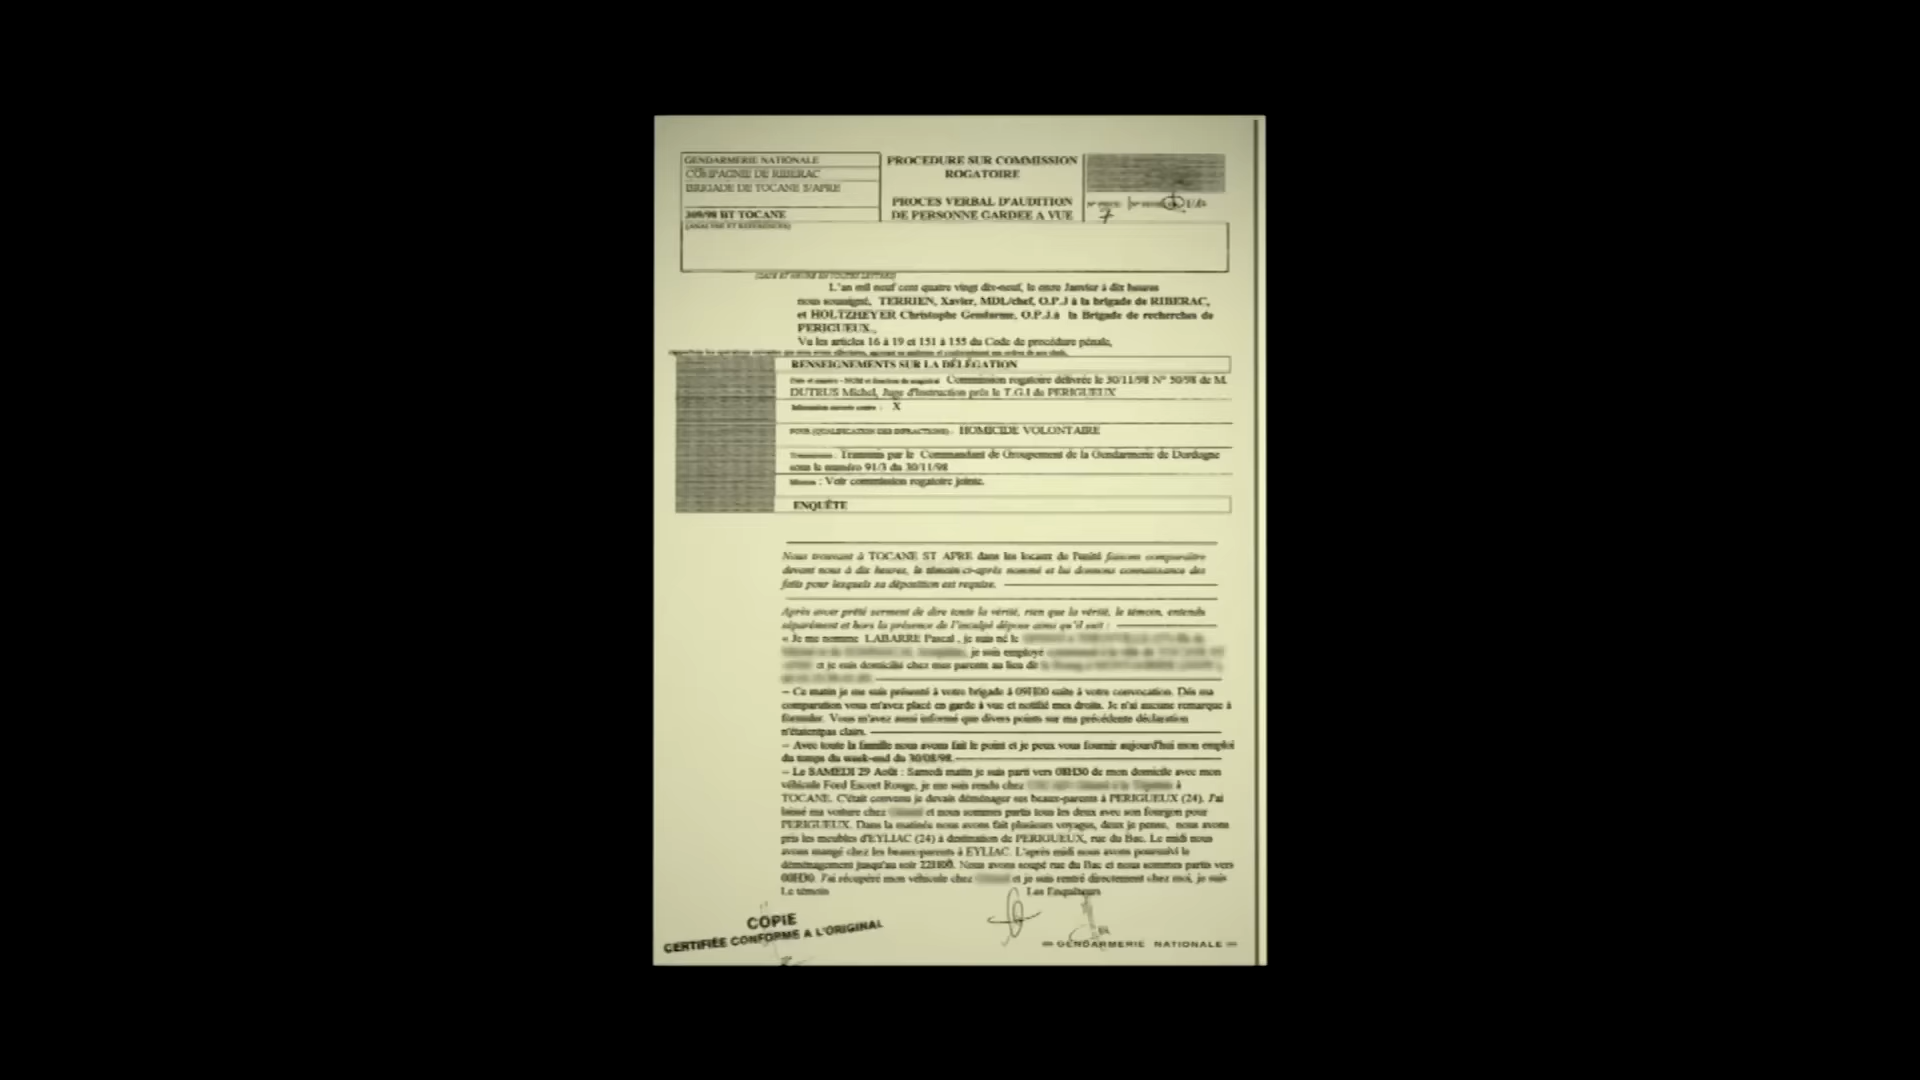 GENDARMERIE NATIONALE
COMPAGNIE DE RIBERAC
BRIGADE DE TOCANE S/APRE
309/98 BT TOCANE
(ANALYSE ET REFERENCES)
PROCEDURE SUR COMMISSION
ROGATOIRE
PROCES VERBAL D'AUDITION
DE PERSONNE GARDEE A VUE
7
(DATE ET HEURE EN TOUTES LETTRES)
L'an mil neuf cent quatre vingt dix-neuf, le onze Janvier à dix heures
nous soussigné, TERRIEN, Xavier, MDL/chef, O.P.J à la brigade de RIBERAC,
et HOLTZHEYER Christophe Gendarme, O.P.J.à la Brigade de recherches de
PERIGUEUX.,
Vu les articles 16 à 19 et 151 à 155 du Code de procédure pénale,
RENSEIGNEMENTS SUR LA DÉLÉGATION
Commission rogatoire délivrée le 30/11/98 N° 50/98 de M.
DUTEUS Michel, Juge d'Instruction près le T.G.I de PERIGUEUX
Information ouverte contre : X
POUR (QUALIFICATION DES INFRACTIONS) : HOMICIDE VOLONTAIRE
Transmission : Transmis par le Commandant de Groupement de la Gendarmerie de Dordogne
sous le numéro 91/3 du 30/11/98
Mission : Voir commission rogatoire jointe.
ENQUÊTE
Nous trouvant à TOCANE ST APRE dans les locaux de l'unité faisons comparaître
devant nous à dix heures, le témoin ci-après nommé et lui donnons connaissance des
faits pour lesquels sa déposition est requise.
Après avoir prêté serment de dire toute la vérité, rien que la vérité, le témoin, entendu
séparément et hors la présence de l'inculpé dépose ainsi qu'il suit :
« Je me nomme LABARRE Pascal, je suis né le
je suis employé
et je suis domicilié chez mes parents au lieu dit
– Ce matin je me suis présenté à votre brigade à 09H00 suite à votre convocation. Dés ma
comparution vous m'avez placé en garde à vue et notifié mes droits. Je n'ai aucune remarque à
formuler. Vous m'avez aussi informé que divers points sur ma précédente déclaration
n'étaientpas clairs.
– Avec toute la famille nous avons fait le point et je peux vous fournir aujourd'hui mon emploi
du temps du week-end du 30/08/98.
– Le SAMEDI 29 Août : Samedi matin je suis parti vers 08H30 de mon domicile avec mon
véhicule Ford Escort Rouge, je me suis rendu chez à
TOCANE. C'était convenu je devais déménager ses beaux-parents à PERIGUEUX (24). J'ai
laissé ma voiture chez et nous sommes partis tous les deux avec son fourgon pour
PERIGUEUX. Dans la matinée nous avons fait plusieurs voyages, deux je pense, nous avons
pris les meubles d'EYLIAC (24) à destination de PERIGUEUX, rue du Bac. Le midi nous
avons mangé chez les beaux-parents à EYLIAC. L'après midi nous avons poursuivi le
déménagement jusqu'au soir 22H00. Nous avons soupé rue du Bac et nous sommes partis vers
00H30. J'ai récupéré mon véhicule chez et je suis rentré directement chez moi, je suis
Le témoin
Les Enquêteurs
COPIE
CERTIFIÉE CONFORME A L'ORIGINAL
GENDARMERIE NATIONALE